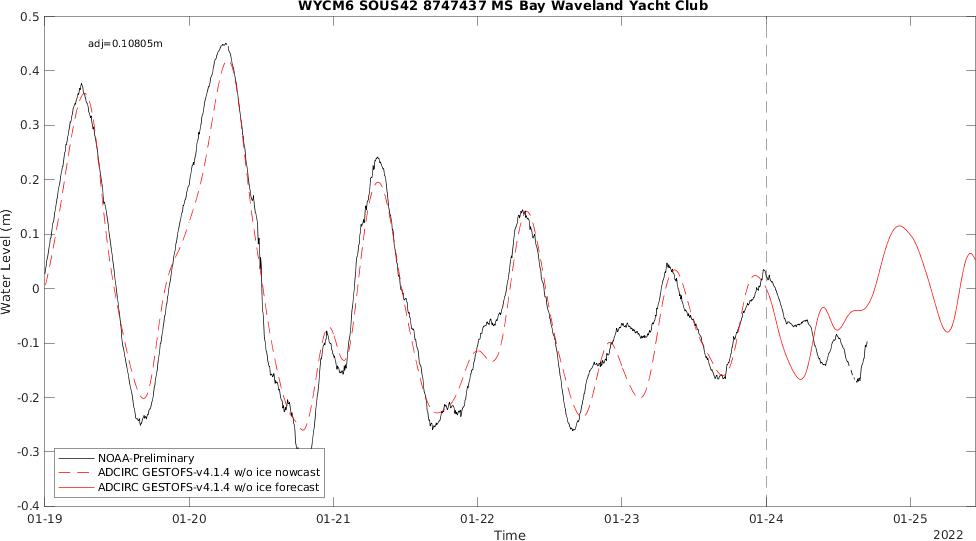 WYCM6 SOUS42 8747437 MS Bay Waveland Yacht Club
0.5
adj=0.10805m
0.4
0.3
0.2
0.1
0
-0.1
-0.2
-0.3
-0.4
Water Level (m)
NOAA-Preliminary
ADCIRC GESTOFS-v4.1.4 w/o ice nowcast
ADCIRC GESTOFS-v4.1.4 w/o ice forecast
01-19 01-20 01-21 01-22 01-23 01-24 01-25
Time
2022